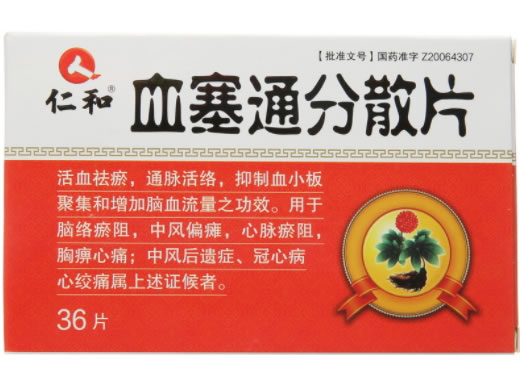 【批准文号】国药准字 Z20064307
仁和®
血塞通分散片
活血祛瘀，通脉活络，抑制血小板
聚集和增加脑血流量之功效。用于
脑络瘀阻，中风偏瘫，心脉瘀阻，
胸痹心痛；中风后遗症、冠心病
心绞痛属上述证候者。
36片